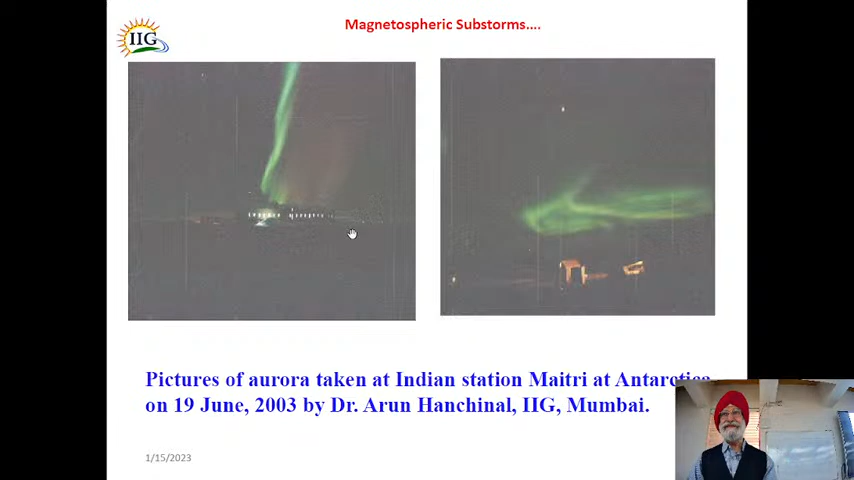 IIG
Magnetospheric Substorms....
Pictures of aurora taken at Indian station Maitri at Antarctica
on 19 June, 2003 by Dr. Arun Hanchinal, IIG, Mumbai.
1/15/2023